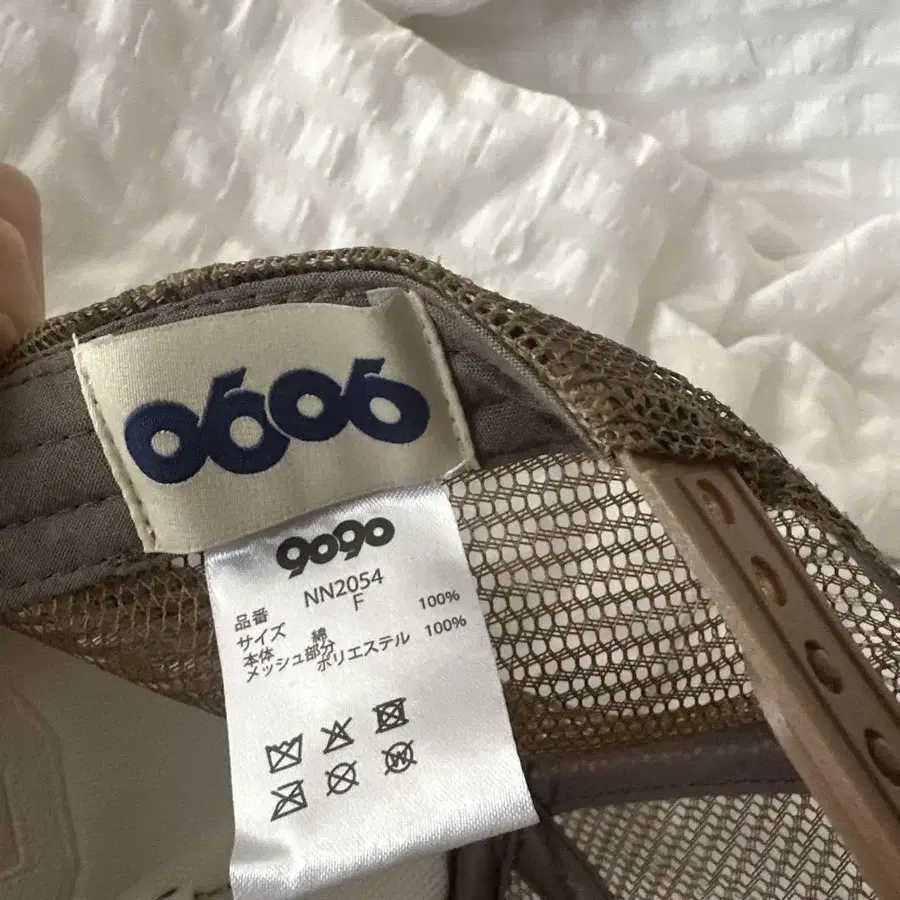 9090
9090
品番 NN2054
サイズ F
本体 綿 100%
メッシュ部分 ポリエステル 100%
W